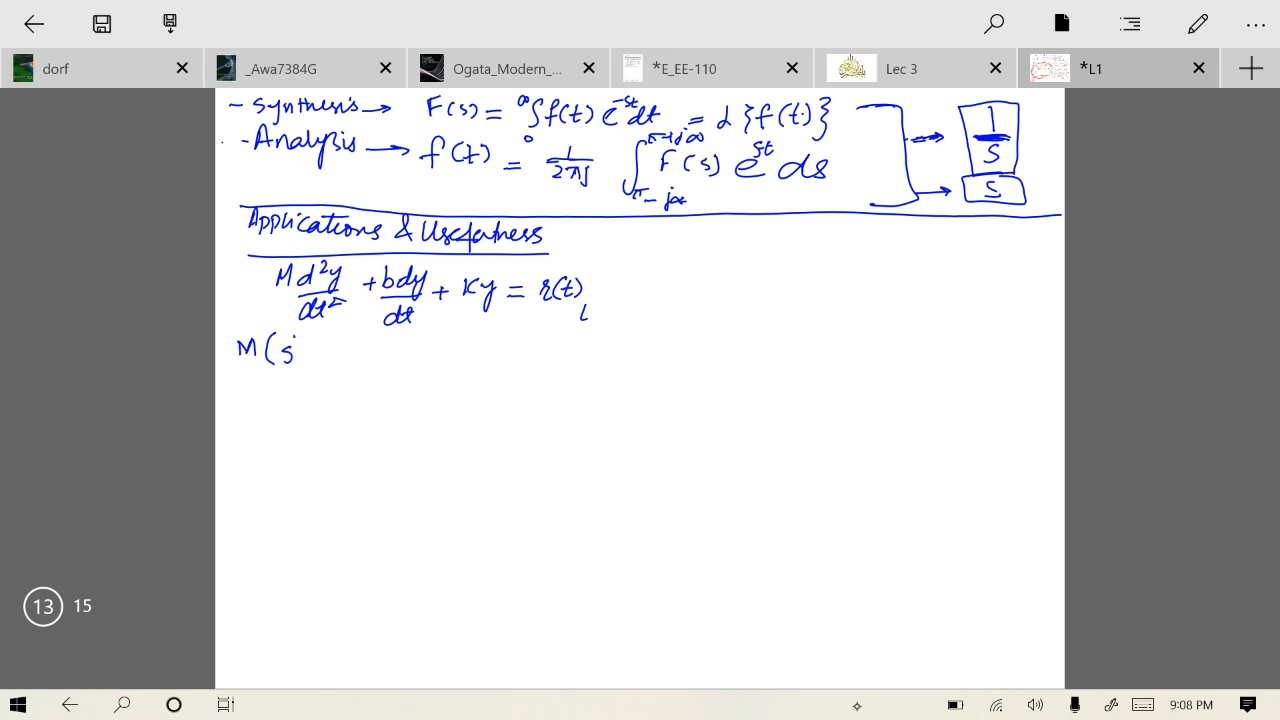 dorf
_Awa7384G
Ogata_Modern_...
*E_EE-110
Lec 3
*L1
- Synthesis → F(s) = ∞∫0 f(t) e^-st dt = L {f(t)}
- Analysis → f(t) = 1/2πj ∫ F(s) e^st ds
1/S
S
Applications & Usefulness
M d²y/dt² + b dy/dt + Ky = r(t)
M(s
13 15
9:08 PM